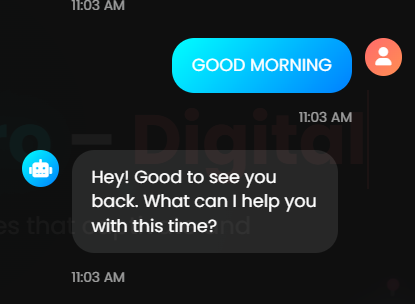 11:03 AM
GOOD MORNING
11:03 AM
– Digital
Hey! Good to see you
back. What can I help you
with this time?
11:03 AM